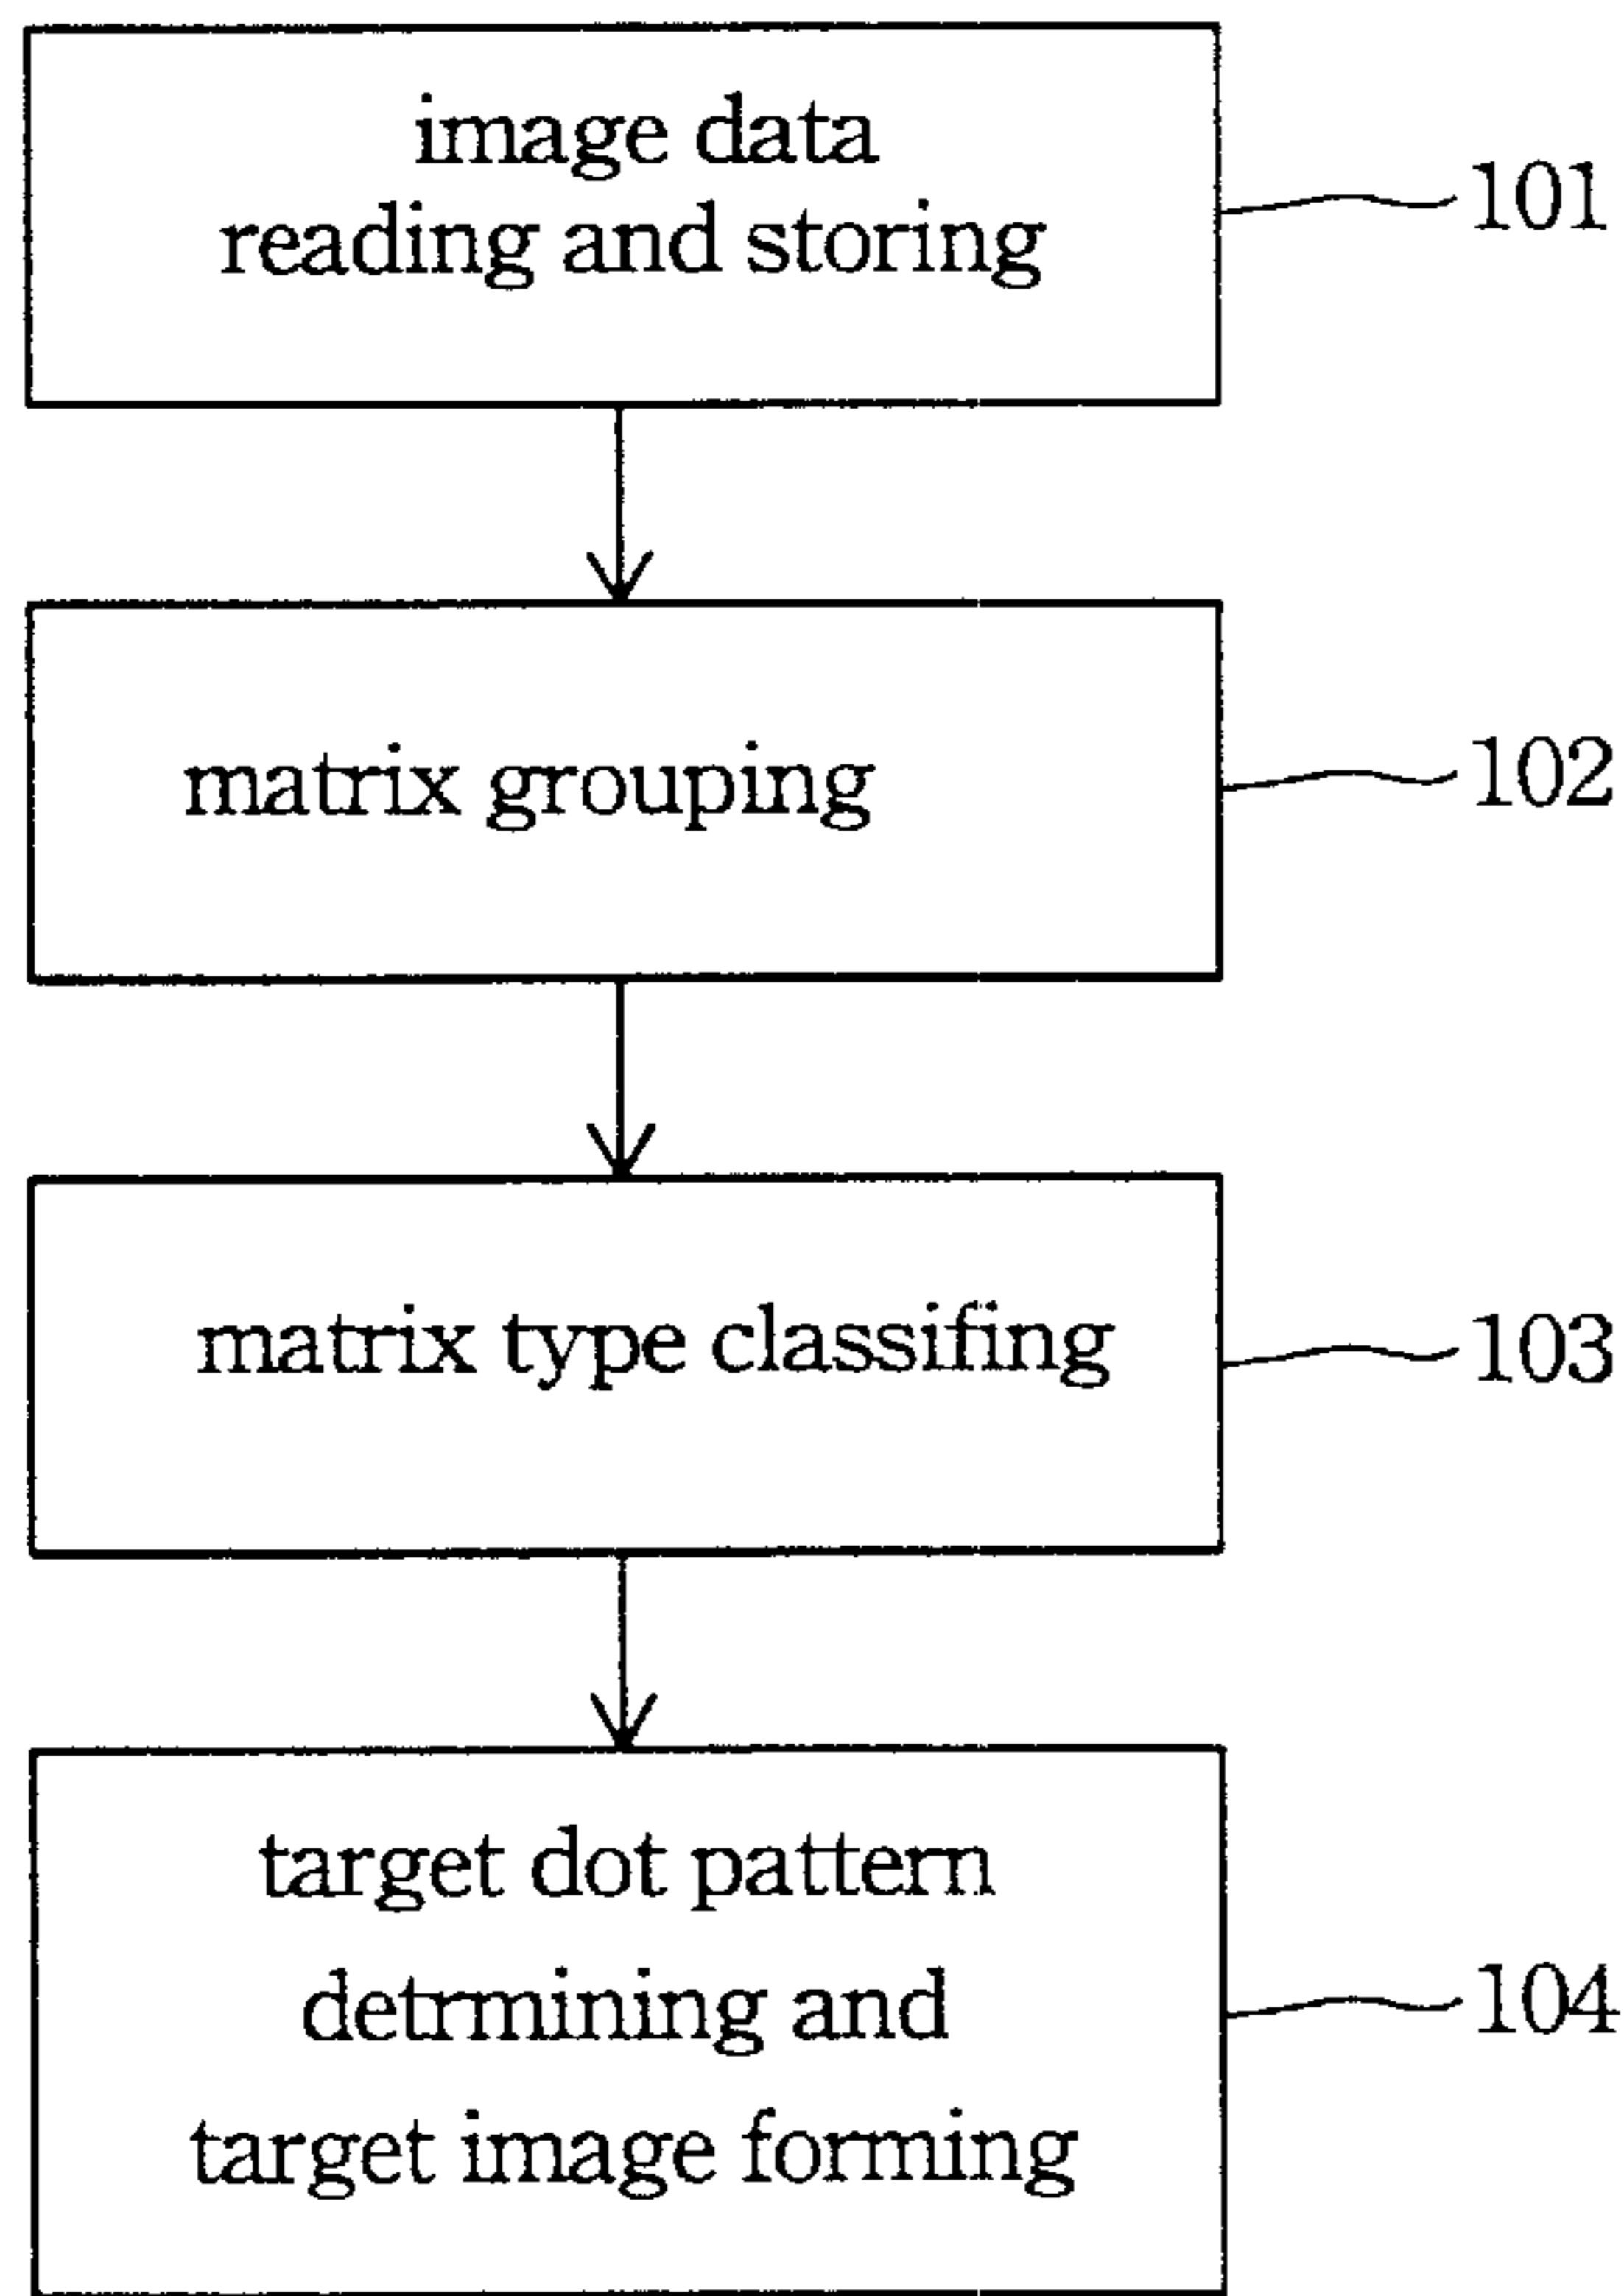 image data
reading and storing
101
matrix grouping
102
matrix type classifing
103
target dot pattern
detrmining and
target image forming
104